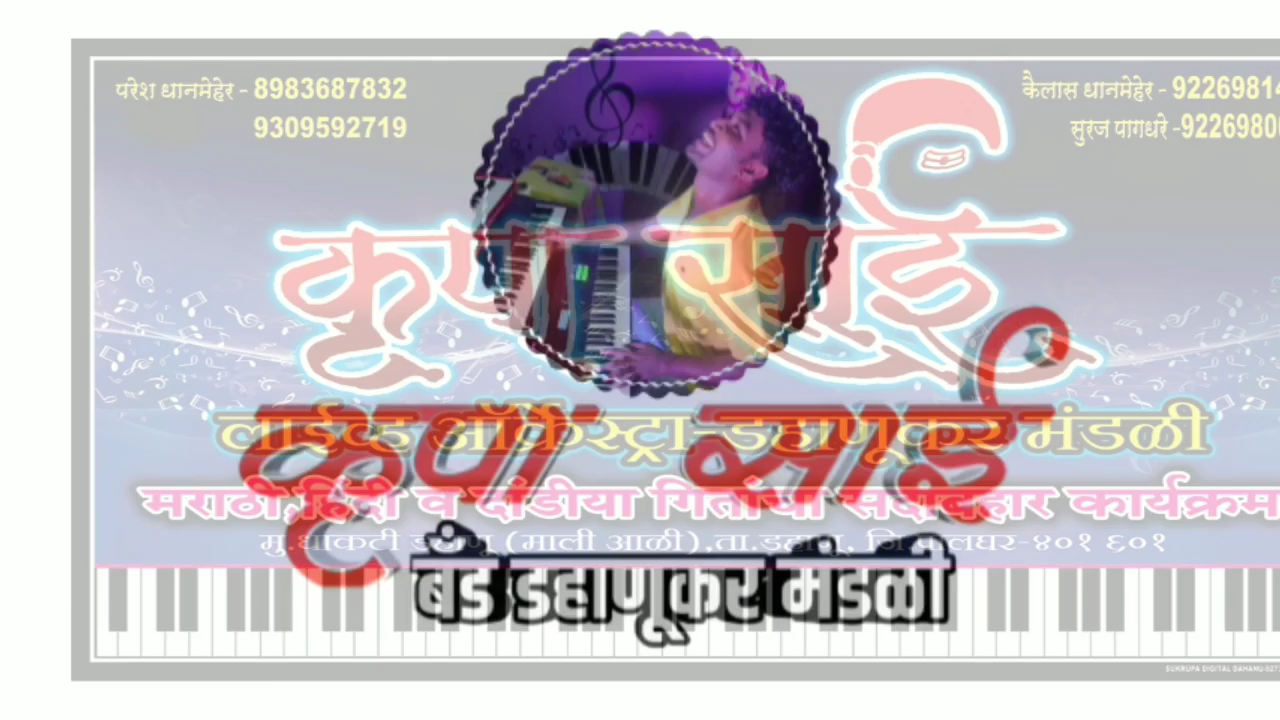 परेश धानमेहेर - 8983687832
9309592719
कैलास धानमेहेर - 92269814
सुरज पागधरे -92269800
कृपा साई
लाईव्ह ऑर्केस्ट्रा-डहाणूकर मंडळी
कृपा साई
मराठी,हिंदी व दांडीया गितांचा सदाबहार कार्यक्रम
मु.धाकटी डहाणू (माली आळी),ता.डहाणू, जि.पालघर-४०१ ६०१
बँड डहाणूकर मंडळी
SUKRUPA DIGITAL DAHANU